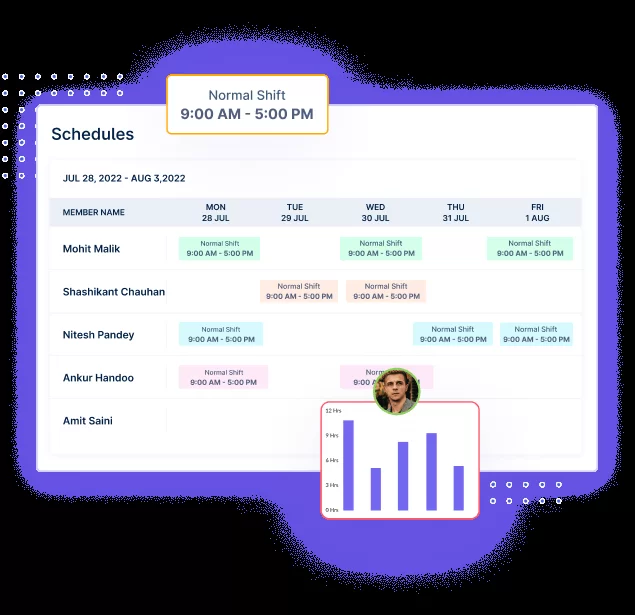 Normal Shift
9:00 AM - 5:00 PM
Schedules
JUL 28, 2022 - AUG 3,2022
MEMBER NAME
MON
28 JUL
TUE
29 JUL
WED
30 JUL
THU
31 JUL
FRI
1 AUG
Mohit Malik
Normal Shift
9:00 AM - 5:00 PM
Normal Shift
9:00 AM - 5:00 PM
Normal Shift
9:00 AM - 5:00 PM
Shashikant Chauhan
Normal Shift
9:00 AM - 5:00 PM
Normal Shift
9:00 AM - 5:00 PM
Nitesh Pandey
Normal Shift
9:00 AM - 5:00 PM
Normal Shift
9:00 AM - 5:00 PM
Normal Shift
9:00 AM - 5:00 PM
Ankur Handoo
Normal Shift
9:00 AM - 5:00 PM
9:00 A
Amit Saini
12 Hrs
9 Hrs
6 Hrs
3 Hrs
0 Hrs